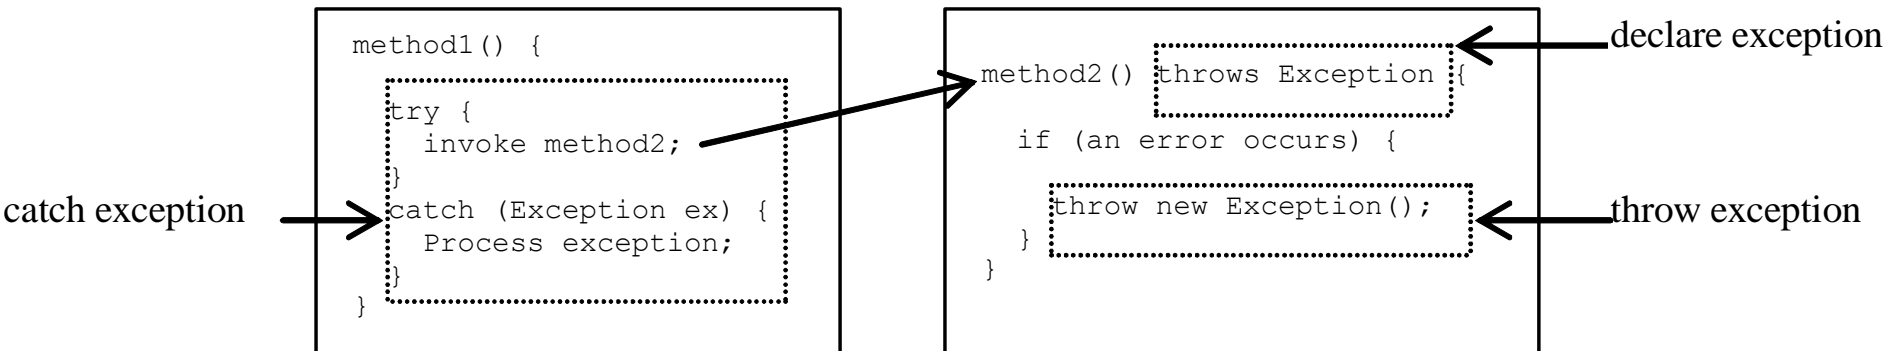 catch exception
method1() {
try {
invoke method2;
}
catch (Exception ex) {
Process exception;
}
}
method2() throws Exception {
if (an error occurs) {
throw new Exception();
}
}
declare exception
throw exception